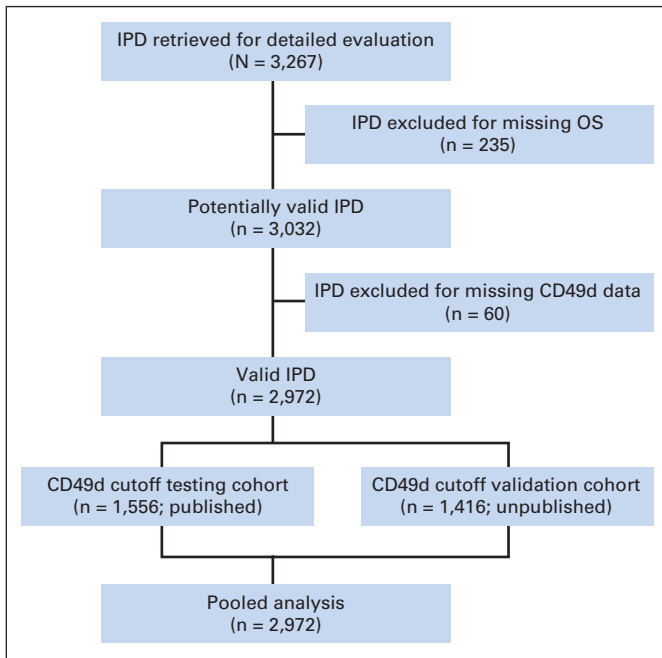 IPD retrieved for detailed evaluation
(N = 3,267)
IPD excluded for missing OS
(n = 235)
Potentially valid IPD
(n = 3,032)
IPD excluded for missing CD49d data
(n = 60)
Valid IPD
(n = 2,972)
CD49d cutoff testing cohort
(n = 1,556; published)
CD49d cutoff validation cohort
(n = 1,416; unpublished)
Pooled analysis
(n = 2,972)